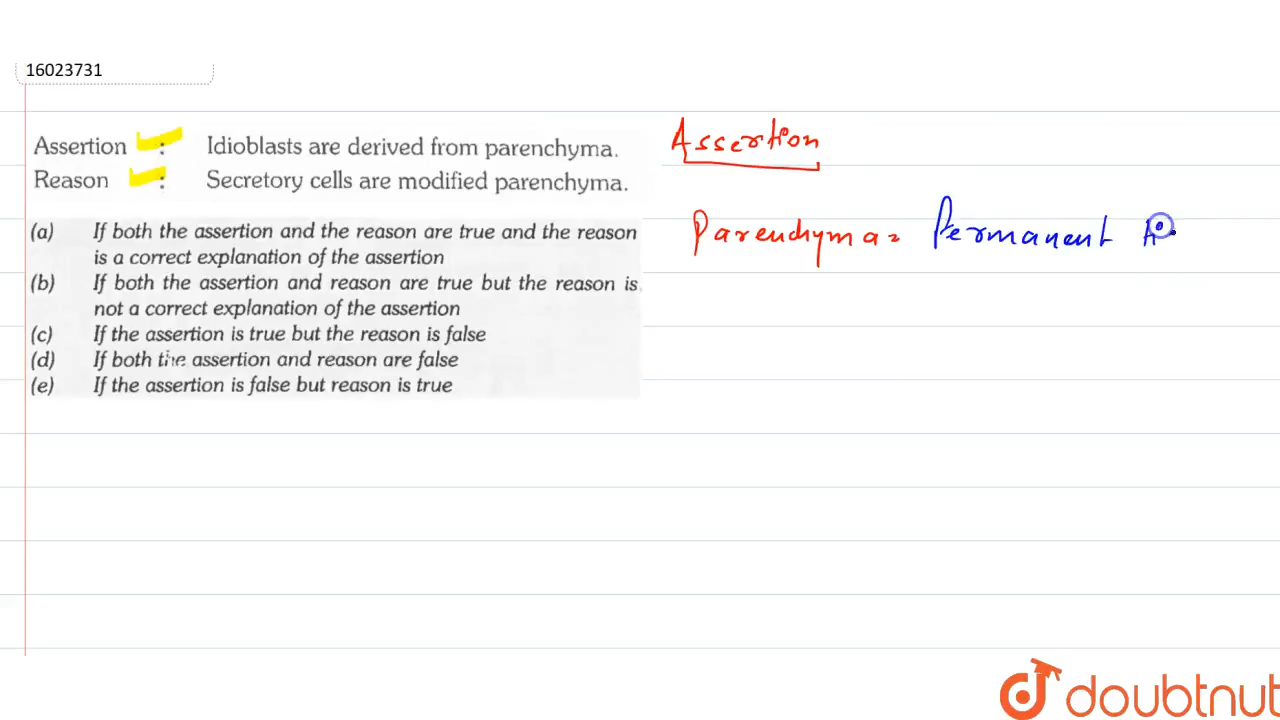 16023731
Assertion : Idioblasts are derived from parenchyma.
Reason : Secretory cells are modified parenchyma.
(a) If both the assertion and the reason are true and the reason
is a correct explanation of the assertion
(b) If both the assertion and reason are true but the reason is
not a correct explanation of the assertion
(c) If the assertion is true but the reason is false
(d) If both the assertion and reason are false
(e) If the assertion is false but reason is true
Assertion
Parenchyma = Permanent
doubtnut